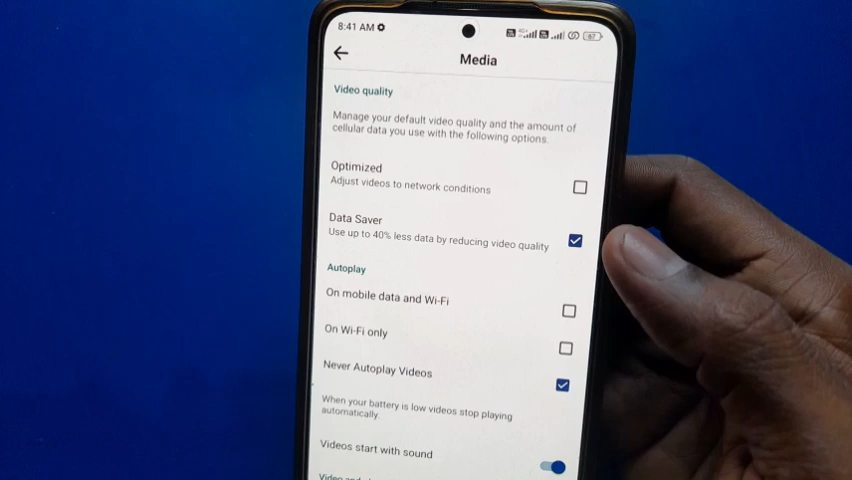 8:41 AM
87
Media
Video quality
Manage your default video quality and the amount of
cellular data you use with the following options.
Optimized
Adjust videos to network conditions
Data Saver
Use up to 40% less data by reducing video quality
Autoplay
On mobile data and Wi-Fi
On Wi-Fi only
Never Autoplay Videos
When your battery is low videos stop playing
automatically.
Videos start with sound
Video and